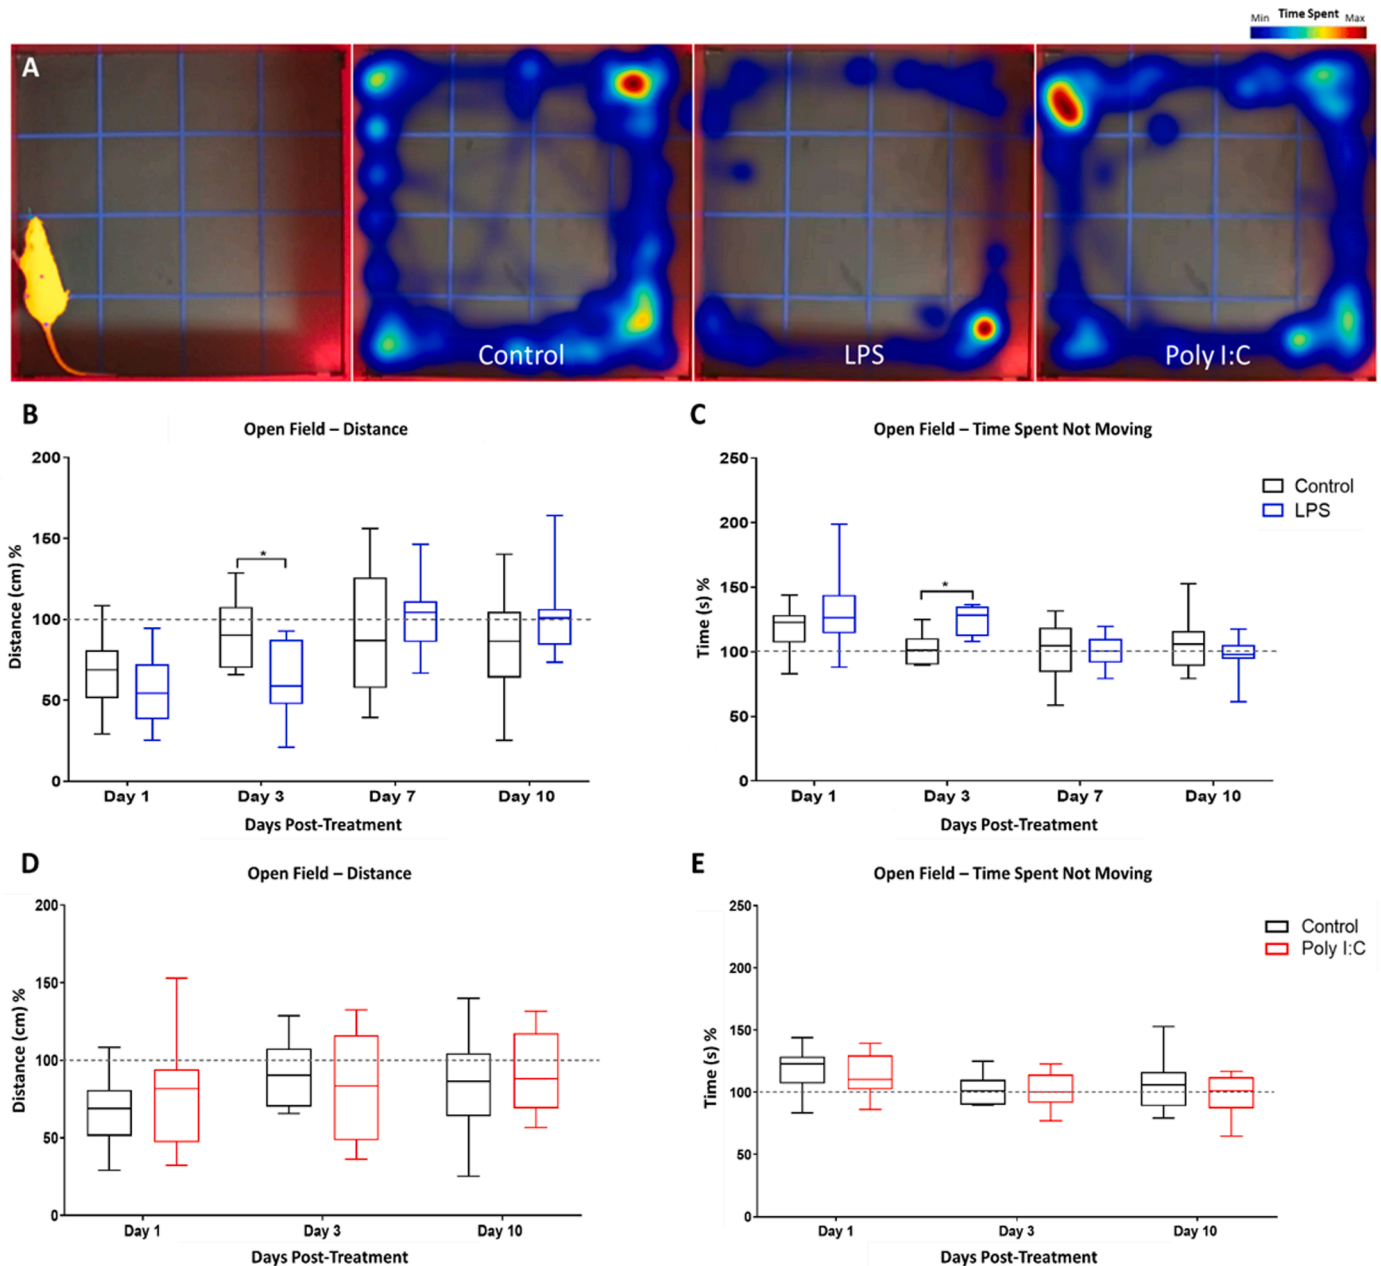 Min Time Spent Max
A
Control
LPS
Poly I:C
B
Open Field – Distance
200
150
100
50
0
Distance (cm) %
*
Day 1 Day 3 Day 7 Day 10
Days Post-Treatment
C
Open Field – Time Spent Not Moving
250
200
150
100
50
0
Time (s) %
*
Control
LPS
Day 1 Day 3 Day 7 Day 10
Days Post-Treatment
D
Open Field – Distance
200
150
100
50
0
Distance (cm) %
Day 1 Day 3 Day 10
Days Post-Treatment
E
Open Field – Time Spent Not Moving
250
200
150
100
50
0
Time (s) %
Control
Poly I:C
Day 1 Day 3 Day 10
Days Post-Treatment